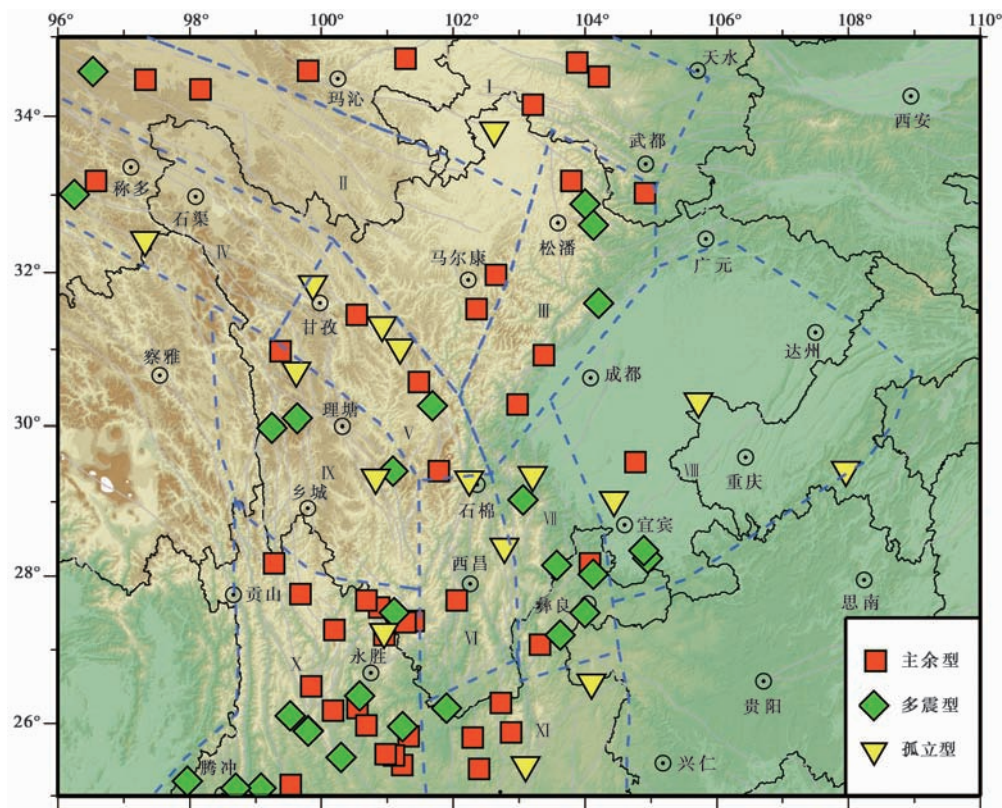 96° 98° 100° 102° 104° 106° 108° 110°
34°
32°
30°
28°
26°
天水
玛沁
I
西安
武都
称多
II
石渠
松潘
广元
IV
马尔康
甘孜
III
达州
察雅
成都
理塘
V
IX
VIII
重庆
乡城
石棉
VII
宜宾
西昌
贡山
彝良
思南
VI
永胜
X
贵阳
XI
腾冲
兴仁
主余型
多震型
孤立型